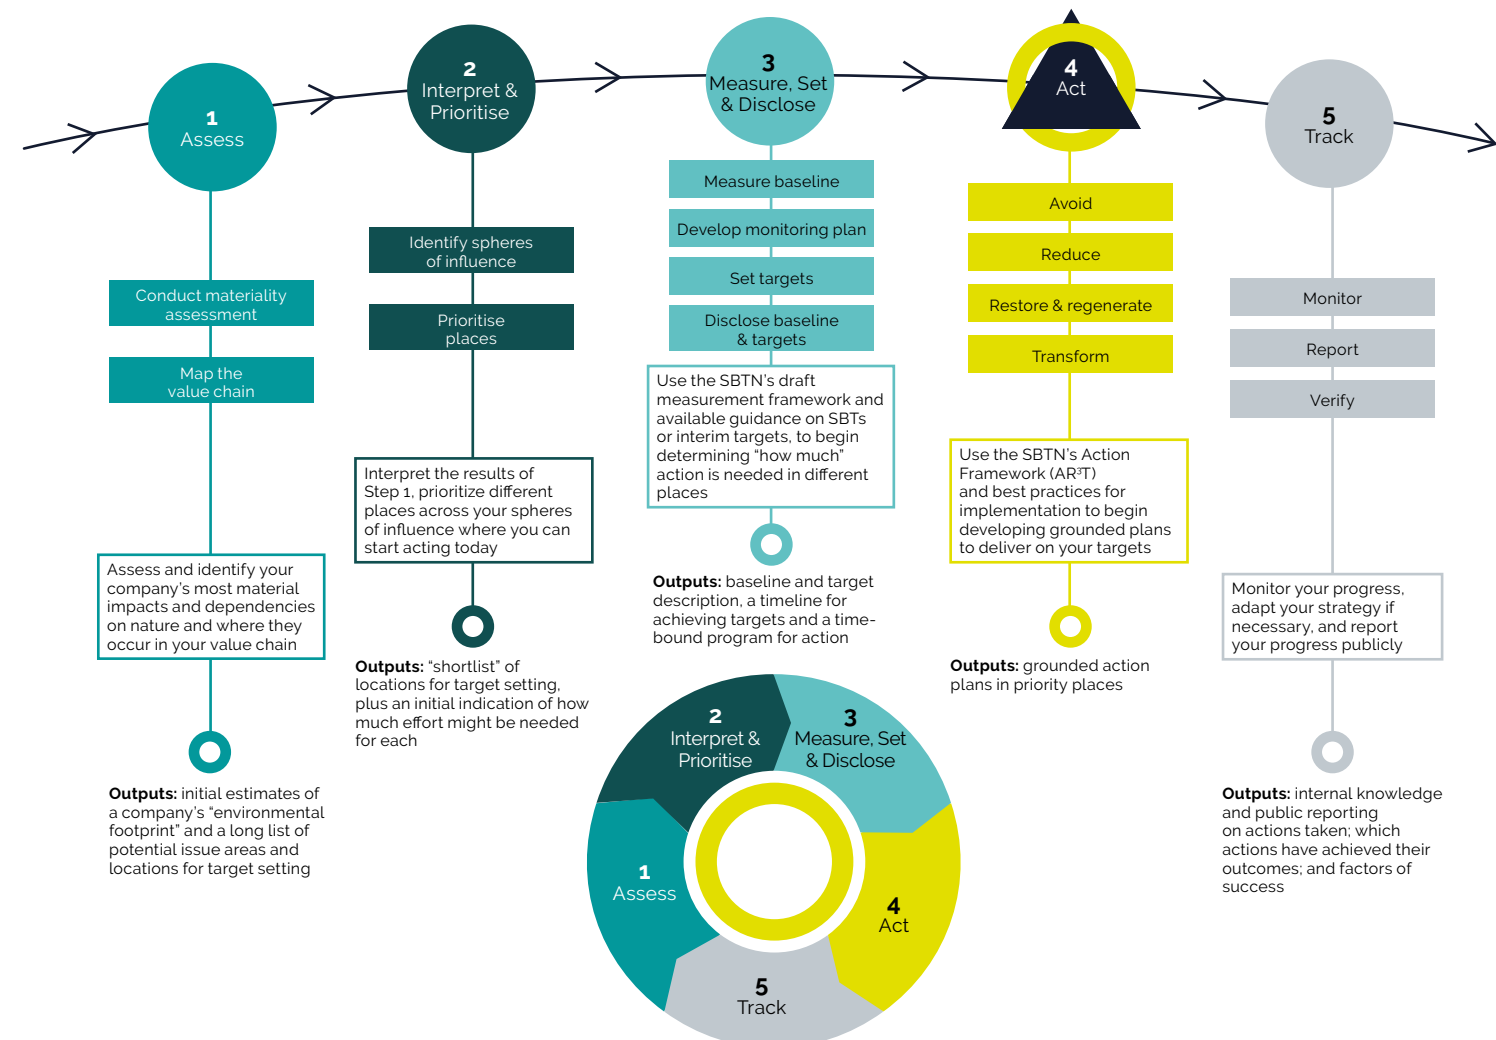 1
Assess
Conduct materiality
assessment
Map the
value chain
Assess and identify your
company's most material
impacts and dependencies
on nature and where they
occur in your value chain
Outputs: initial estimates of
a company's "environmental
footprint" and a long list of
potential issue areas and
locations for target setting
2
Interpret &
Prioritise
Identify spheres
of influence
Prioritise
places
Interpret the results of
Step 1, prioritize different
places across your spheres
of influence where you can
start acting today
Outputs: "shortlist" of
locations for target setting,
plus an initial indication of how
much effort might be needed
for each
3
Measure, Set
& Disclose
Measure baseline
Develop monitoring plan
Set targets
Disclose baseline
& targets
Use the SBTN's draft
measurement framework and
available guidance on SBTs
or interim targets, to begin
determining "how much"
action is needed in different
places
Outputs: baseline and target
description, a timeline for
achieving targets and a time-
bound program for action
4
Act
Avoid
Reduce
Restore & regenerate
Transform
Use the SBTN's Action
Framework (AR³T)
and best practices for
implementation to begin
developing grounded plans
to deliver on your targets
Outputs: grounded action
plans in priority places
5
Track
Monitor
Report
Verify
Monitor your progress,
adapt your strategy if
necessary, and report
your progress publicly
Outputs: internal knowledge
and public reporting
on actions taken; which
actions have achieved their
outcomes; and factors of
success
1
Assess
2
Interpret &
Prioritise
3
Measure, Set
& Disclose
4
Act
5
Track